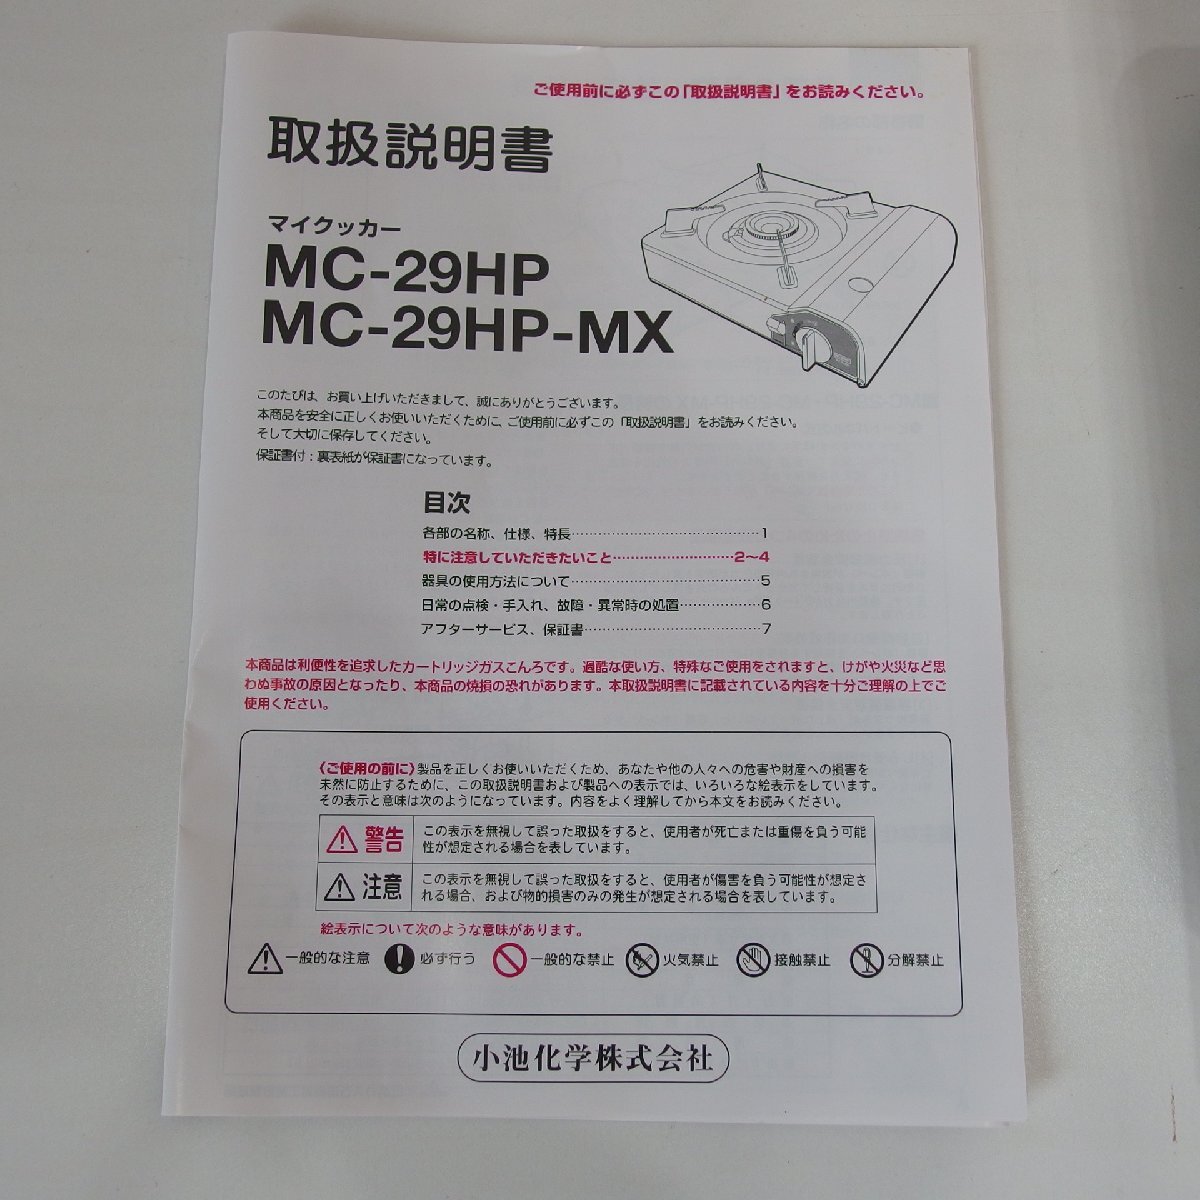 ご使用前に必ずこの「取扱説明書」をお読みください。
取扱説明書
マイクッカー
MC-29HP
MC-29HP-MX
このたびは、お買い上げいただきまして、誠にありがとうございます。
本商品を安全に正しくお使いいただくために、ご使用前に必ずこの「取扱説明書」をお読みください。
そして大切に保存してください。
保証書付：裏表紙が保証書になっています。
目次
各部の名称、仕様、特長……………………………………1
特に注意していただきたいこと………………………2〜4
器具の使用方法について……………………………………5
日常の点検・手入れ、故障・異常時の処置………………6
アフターサービス、保証書…………………………………7
本商品は利便性を追求したカートリッジガスこんろです。過酷な使い方、特殊なご使用をされますと、けがや火災など思
わぬ事故の原因となったり、本商品の焼損の恐れがあります。本取扱説明書に記載されている内容を十分ご理解の上でご
使用ください。
〈ご使用の前に〉製品を正しくお使いいただくため、あなたや他の人々への危害や財産への損害を
未然に防止するために、この取扱説明書および製品への表示では、いろいろな絵表示をしています。
その表示と意味は次のようになっています。内容をよく理解してから本文をお読みください。
警告 この表示を無視して誤った取扱をすると、使用者が死亡または重傷を負う可能
性が想定される場合を表しています。
注意 この表示を無視して誤った取扱をすると、使用者が傷害を負う可能性が想定さ
れる場合、および物的損害のみの発生が想定される場合を表しています。
絵表示について次のような意味があります。
一般的な注意 必ず行う 一般的な禁止 火気禁止 接触禁止 分解禁止
小池化学株式会社